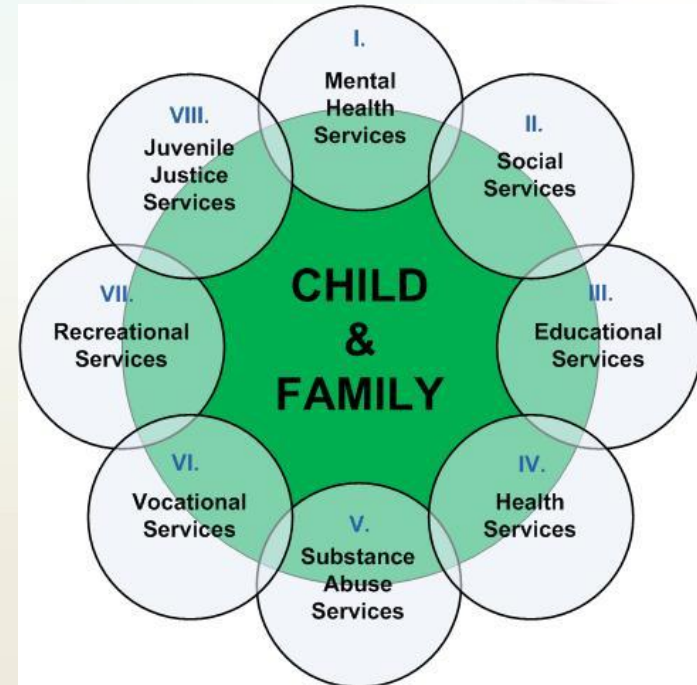 I.
Mental
Health
Services
II.
Social
Services
III.
Educational
Services
IV.
Health
Services
V.
Substance
Abuse
Services
VI.
Vocational
Services
VII.
Recreational
Services
VIII.
Juvenile
Justice
Services
CHILD
&
FAMILY